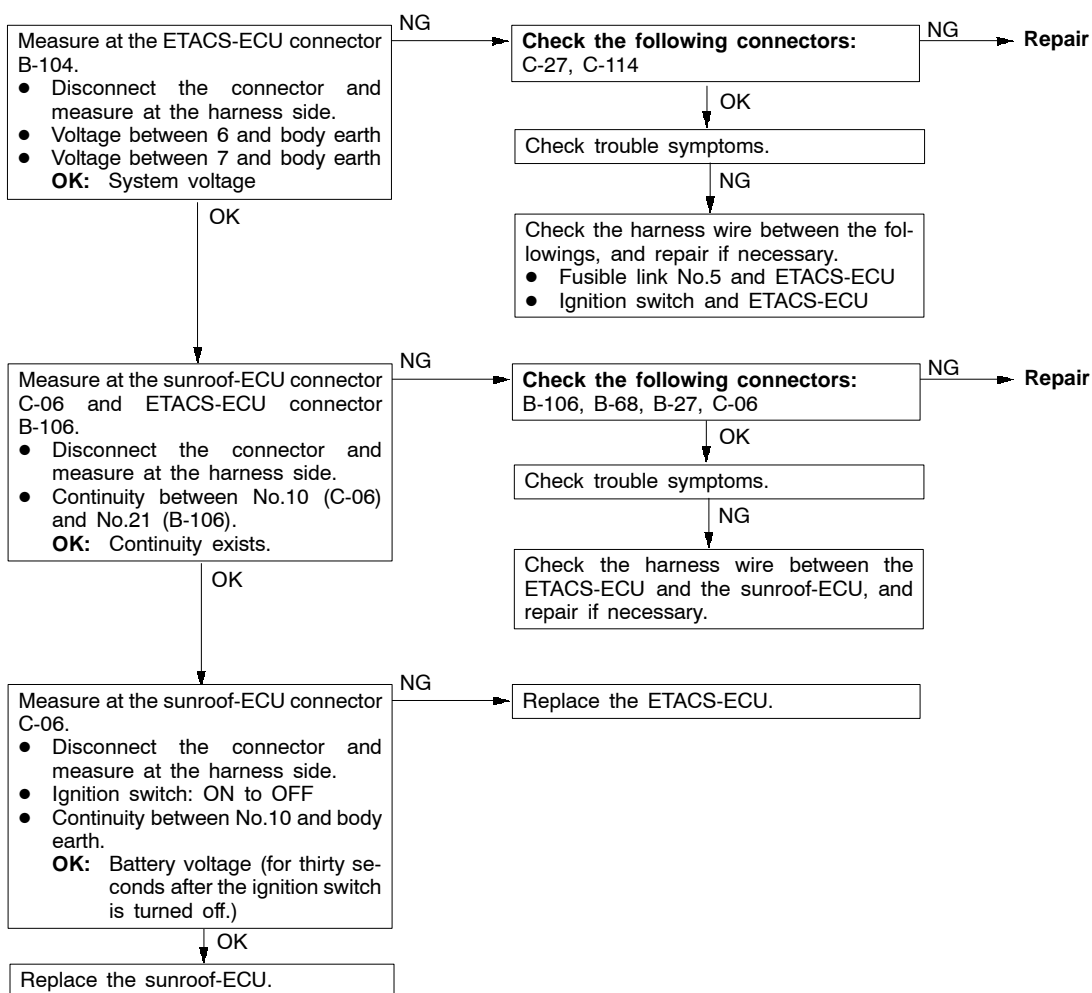 Measure at the ETACS-ECU connector
B-104.
● Disconnect the connector and
measure at the harness side.
● Voltage between 6 and body earth
● Voltage between 7 and body earth
OK: System voltage
NG
Check the following connectors:
C-27, C-114
NG
Repair
OK
Check trouble symptoms.
NG
Check the harness wire between the fol-
lowings, and repair if necessary.
● Fusible link No.5 and ETACS-ECU
● Ignition switch and ETACS-ECU
OK
Measure at the sunroof-ECU connector
C-06 and ETACS-ECU connector
B-106.
● Disconnect the connector and
measure at the harness side.
● Continuity between No.10 (C-06)
and No.21 (B-106).
OK: Continuity exists.
NG
Check the following connectors:
B-106, B-68, B-27, C-06
NG
Repair
OK
Check trouble symptoms.
NG
Check the harness wire between the
ETACS-ECU and the sunroof-ECU, and
repair if necessary.
OK
Measure at the sunroof-ECU connector
C-06.
● Disconnect the connector and
measure at the harness side.
● Ignition switch: ON to OFF
● Continuity between No.10 and body
earth.
OK: Battery voltage (for thirty se-
conds after the ignition switch
is turned off.)
NG
Replace the ETACS-ECU.
OK
Replace the sunroof-ECU.